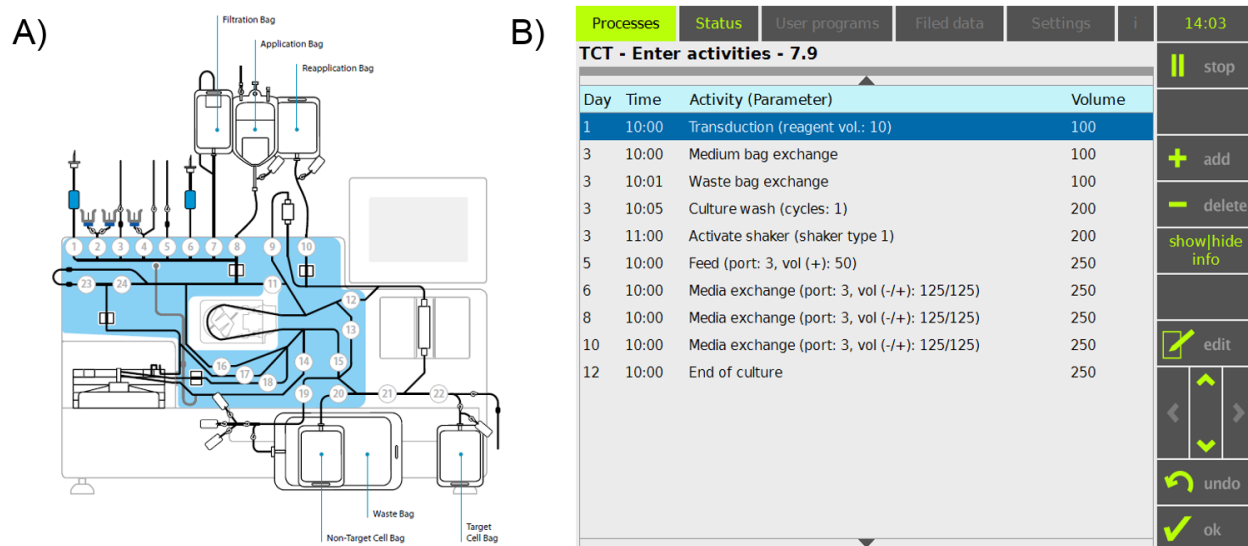 A)
Filtration Bag
Application Bag
Reapplication Bag
1 2 3 4 5 6 7 8 9 10
23 24 11
12
13
16 14 15
17
18
19 20 21 22
Waste Bag
Non-Target Cell Bag
Target
Cell Bag
B)
Processes Status User programs Filed data Settings i 14:03
TCT - Enter activities - 7.9
Day Time Activity (Parameter) Volume
1 10:00 Transduction (reagent vol.: 10) 100
3 10:00 Medium bag exchange 100
3 10:01 Waste bag exchange 100
3 10:05 Culture wash (cycles: 1) 200
3 11:00 Activate shaker (shaker type 1) 200
5 10:00 Feed (port: 3, vol (+): 50) 250
6 10:00 Media exchange (port: 3, vol (-/+): 125/125) 250
8 10:00 Media exchange (port: 3, vol (-/+): 125/125) 250
10 10:00 Media exchange (port: 3, vol (-/+): 125/125) 250
12 10:00 End of culture 250
stop
add
delete
show|hide
info
edit
undo
ok